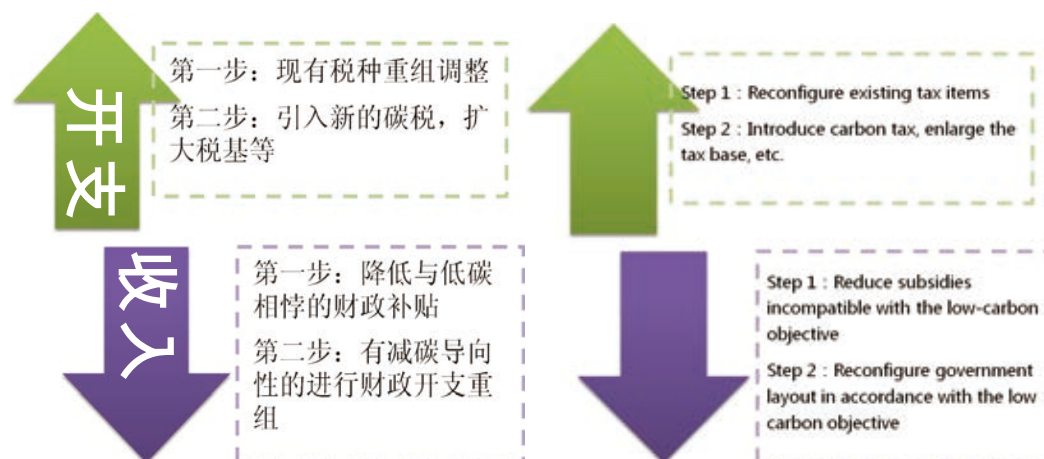 开支
第一步：现有税种重组调整
第二步：引入新的碳税，扩
大税基等
收入
第一步：降低与低碳
相悖的财政补贴
第二步：有减碳导向
性的进行财政开支重
组
Step 1：Reconfigure existing tax items
Step 2：Introduce carbon tax, enlarge the
tax base, etc.
Step 1：Reduce subsidies
incompatible with the low-carbon
objective
Step 2：Reconfigure government
layout in accordance with the low
carbon objective